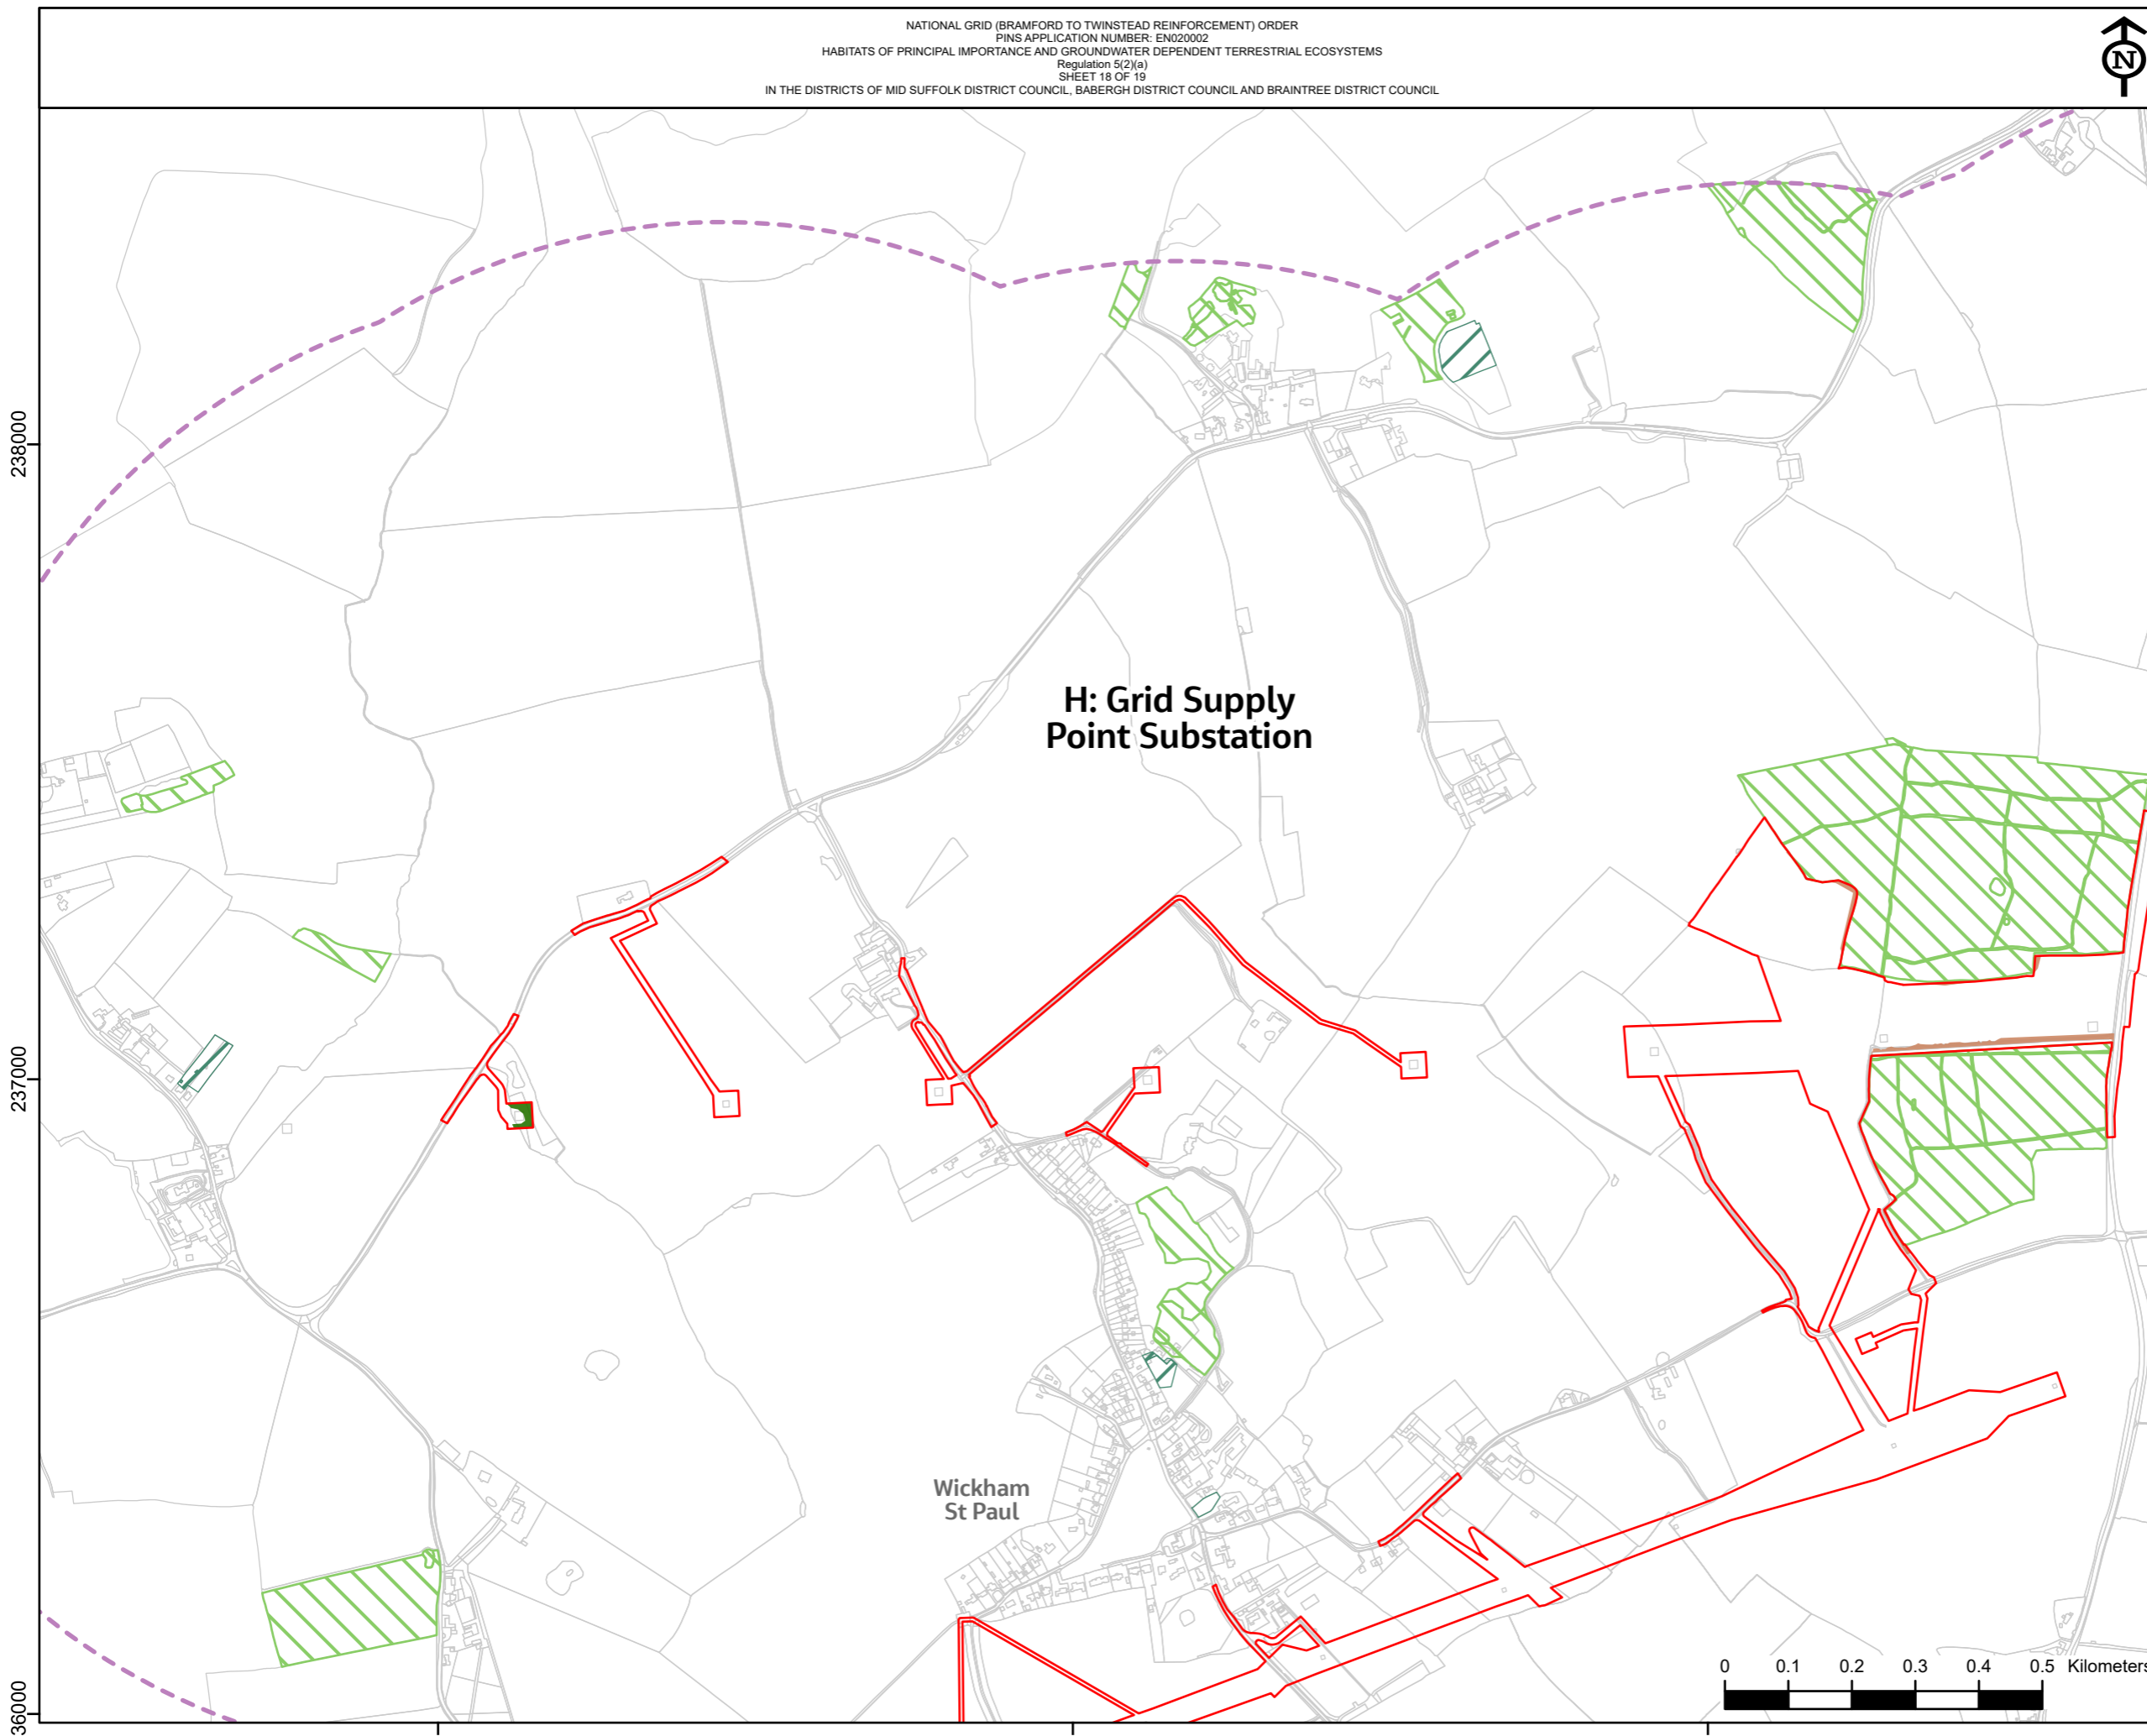 NATIONAL GRID (BRAMFORD TO TWINSTEAD REINFORCEMENT) ORDER
PINS APPLICATION NUMBER: EN020002
HABITATS OF PRINCIPAL IMPORTANCE AND GROUNDWATER DEPENDENT TERRESTRIAL ECOSYSTEMS
Regulation 5(2)(a)
SHEET 18 OF 19
IN THE DISTRICTS OF MID SUFFOLK DISTRICT COUNCIL, BABERGH DISTRICT COUNCIL AND BRAINTREE DISTRICT COUNCIL
N
238000
H: Grid Supply
Point Substation
237000
Wickham
St Paul
0 0.1 0.2 0.3 0.4 0.5 Kilometers
36000